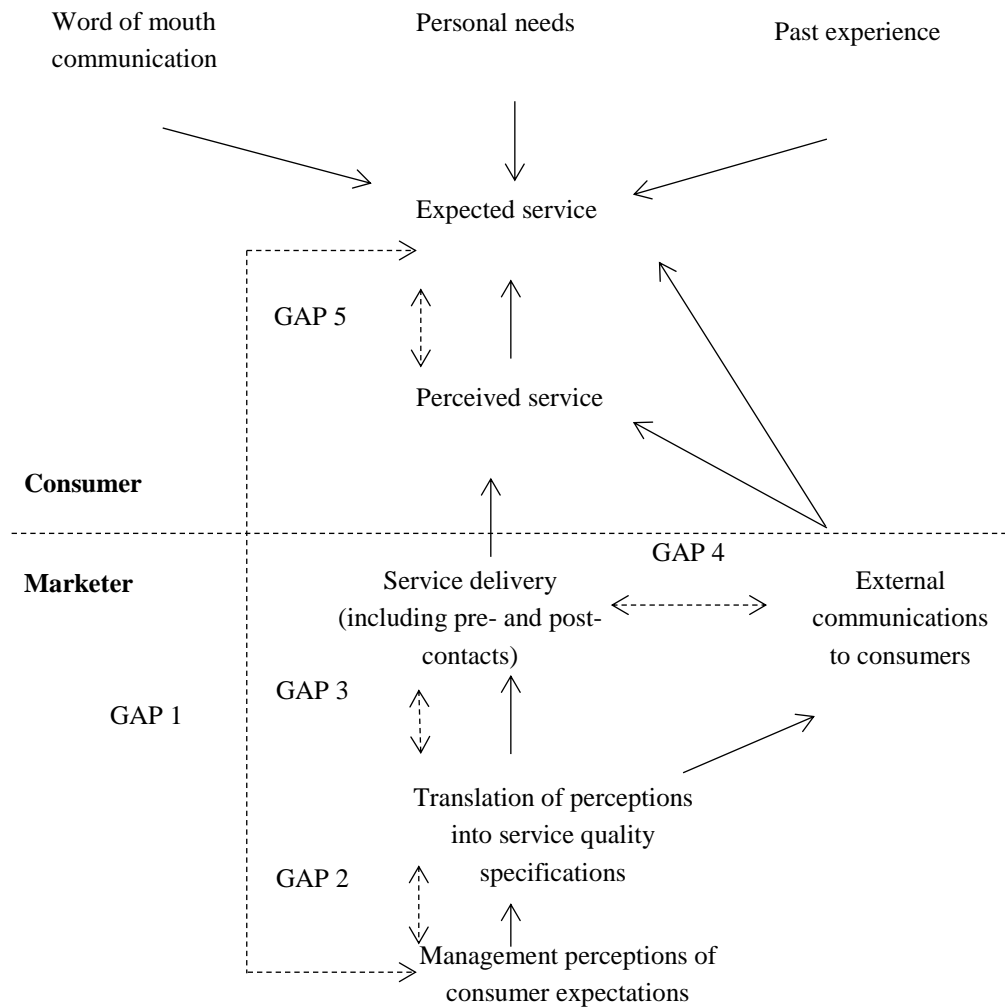 Word of mouth
communication
Personal needs
Past experience
Expected service
GAP 5
Perceived service
Consumer
GAP 4
Marketer
Service delivery
(including pre- and post-
contacts)
External
communications
to consumers
GAP 3
GAP 1
Translation of perceptions
into service quality
specifications
GAP 2
Management perceptions of
consumer expectations